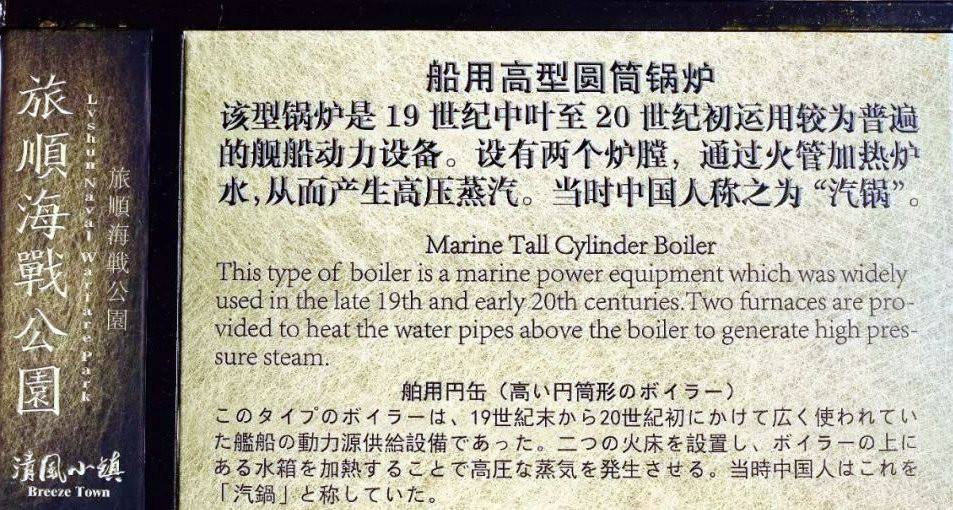 旅順海戰公園
Lvshun Naval Warfare Park
旅順海戰公園
清風小鎮
Breeze Town
船用高型圆筒锅炉
该型锅炉是 19 世纪中叶至 20 世纪初运用较为普遍
的舰船动力设备。设有两个炉膛，通过火管加热炉
水,从而产生高压蒸汽。当时中国人称之为“汽锅”。
Marine Tall Cylinder Boiler
This type of boiler is a marine power equipment which was widely
used in the late 19th and early 20th centuries.Two furnaces are pro-
vided to heat the water pipes above the boiler to generate high pres-
sure steam.
舶用円缶（高い円筒形のボイラー）
このタイプのボイラーは、19世紀末から20世紀初にかけて広く使われてい
た艦船の動力源供給設備であった。二つの火床を設置し、ボイラーの上に
ある水箱を加熱することで高圧な蒸気を発生させる。当時中国人はこれを
「汽鍋」と称していた。